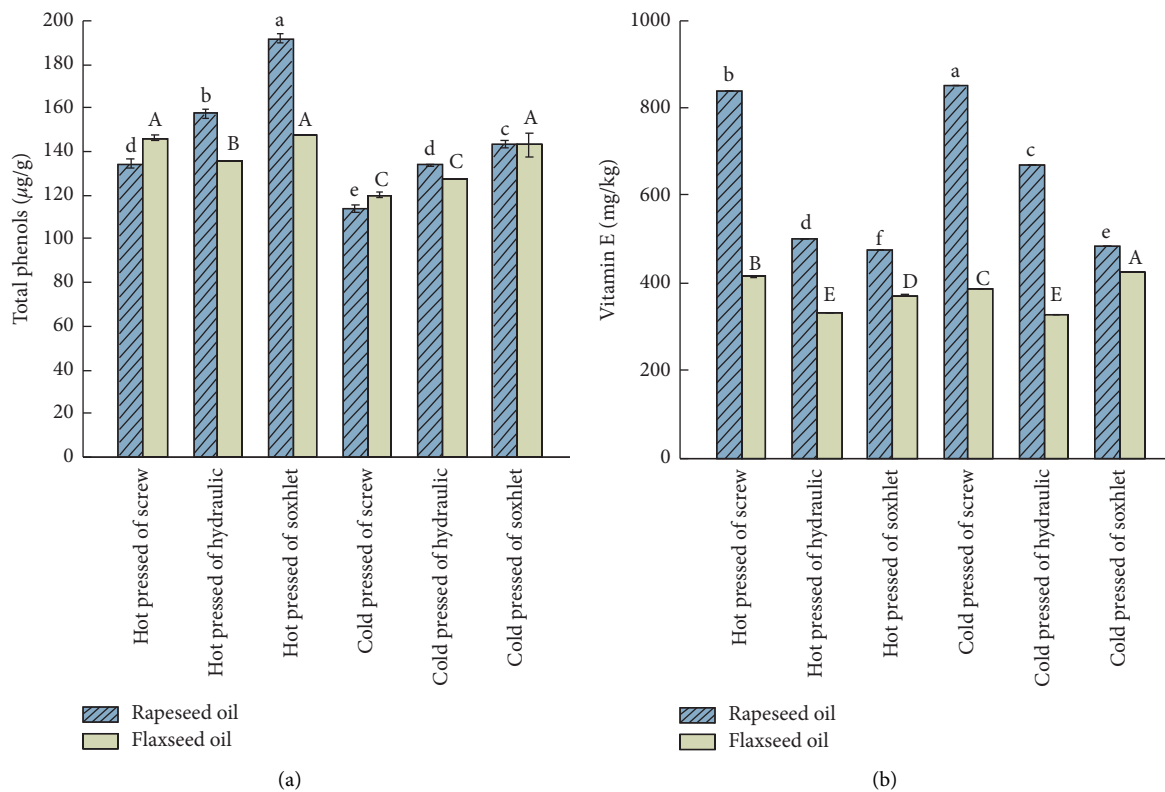 200
180
160
140
120
100
80
60
40
20
0
Total phenols (μg/g)
d
A
b
B
a
A
e
C
d
C
c
A
Hot pressed of screw
Hot pressed of hydraulic
Hot pressed of soxhlet
Cold pressed of screw
Cold pressed of hydraulic
Cold pressed of soxhlet
Rapeseed oil
Flaxseed oil
(a)
1000
800
600
400
200
0
Vitamin E (mg/kg)
b
B
d
E
f
D
a
C
c
E
e
A
Hot pressed of screw
Hot pressed of hydraulic
Hot pressed of soxhlet
Cold pressed of screw
Cold pressed of hydraulic
Cold pressed of soxhlet
Rapeseed oil
Flaxseed oil
(b)